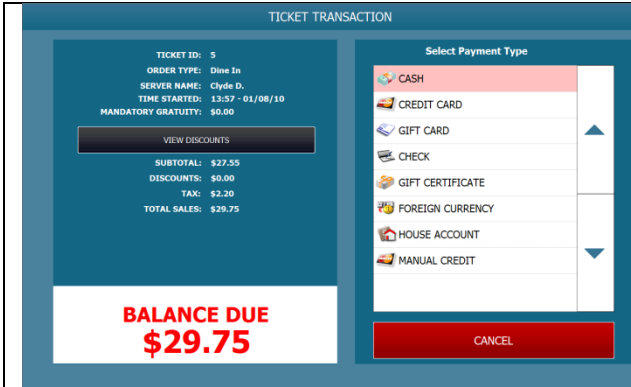 TICKET TRANSACTION
TICKET ID: 5
ORDER TYPE: Dine In
SERVER NAME: Clyde D.
TIME STARTED: 13:57 - 01/08/10
MANDATORY GRATUITY: $0.00
VIEW DISCOUNTS
SUBTOTAL: $27.55
DISCOUNTS: $0.00
TAX: $2.20
TOTAL SALES: $29.75
BALANCE DUE
$29.75
Select Payment Type
CASH
CREDIT CARD
GIFT CARD
CHECK
GIFT CERTIFICATE
FOREIGN CURRENCY
HOUSE ACCOUNT
MANUAL CREDIT
CANCEL